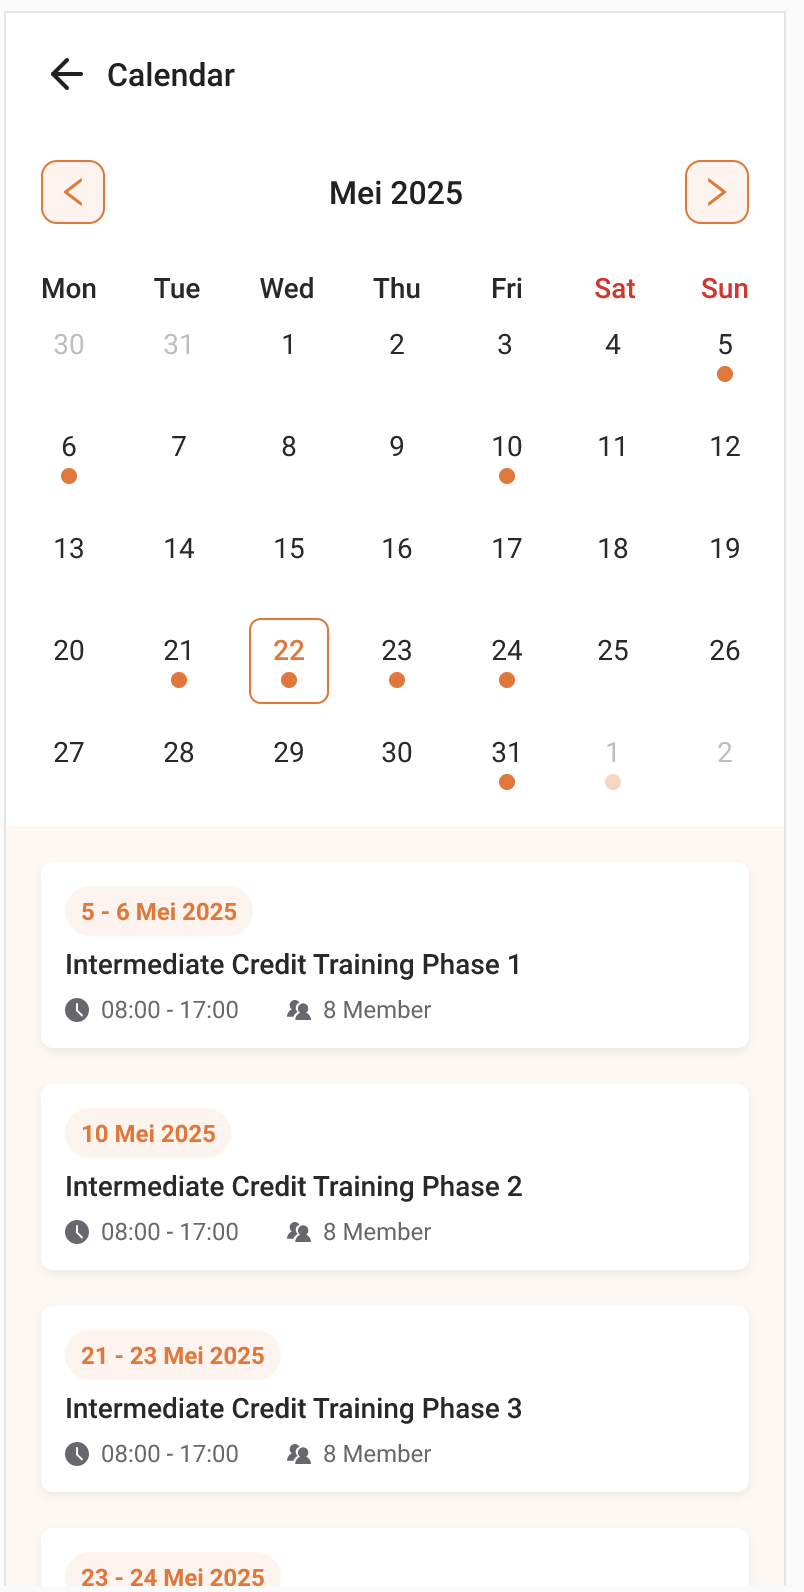 Calendar
< Mei 2025 >
Mon Tue Wed Thu Fri Sat Sun
30 31 1 2 3 4 5
6 7 8 9 10 11 12
13 14 15 16 17 18 19
20 21 22 23 24 25 26
27 28 29 30 31 1 2
5 - 6 Mei 2025
Intermediate Credit Training Phase 1
08:00 - 17:00 8 Member
10 Mei 2025
Intermediate Credit Training Phase 2
08:00 - 17:00 8 Member
21 - 23 Mei 2025
Intermediate Credit Training Phase 3
08:00 - 17:00 8 Member
23 - 24 Mei 2025